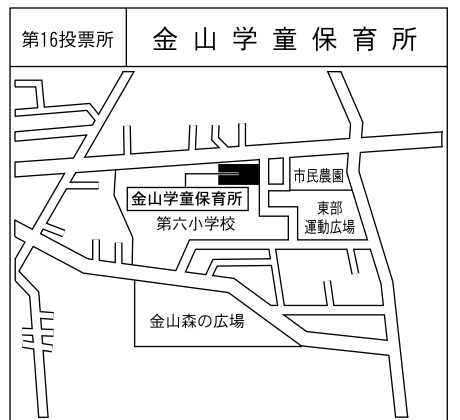 第16投票所
金山学童保育所
市民農園
金山学童保育所
東部
運動広場
第六小学校
金山森の広場